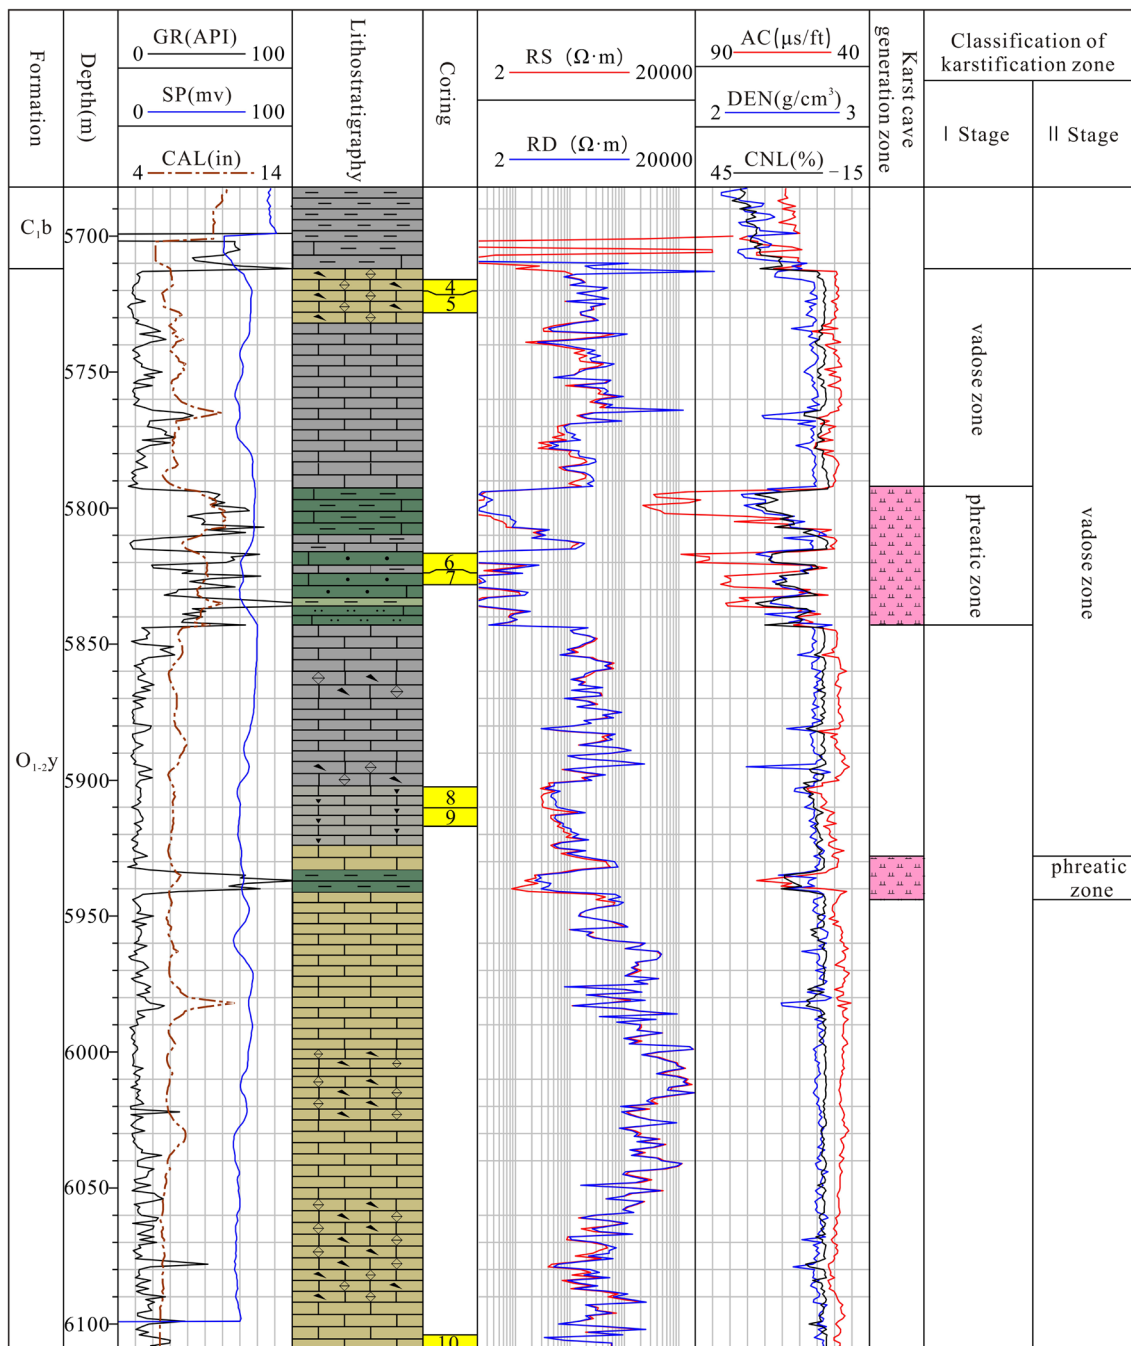 Formation
Depth(m)
GR(API)
0 100
SP(mv)
0 100
CAL(in)
4 14
Lithostratigraphy
Coring
RS (Ω·m)
2 20000
RD (Ω·m)
2 20000
AC(μs/ft)
90 40
DEN(g/cm³)
2 3
CNL(%)
45 −15
Karst cave
generation zone
Classification of
karstification zone
Ⅰ Stage
Ⅱ Stage
C₁b
O₁₋₂y
5700
5750
5800
5850
5900
5950
6000
6050
6100
4
5
6
7
8
9
10
vadose zone
phreatic zone
vadose zone
phreatic
zone